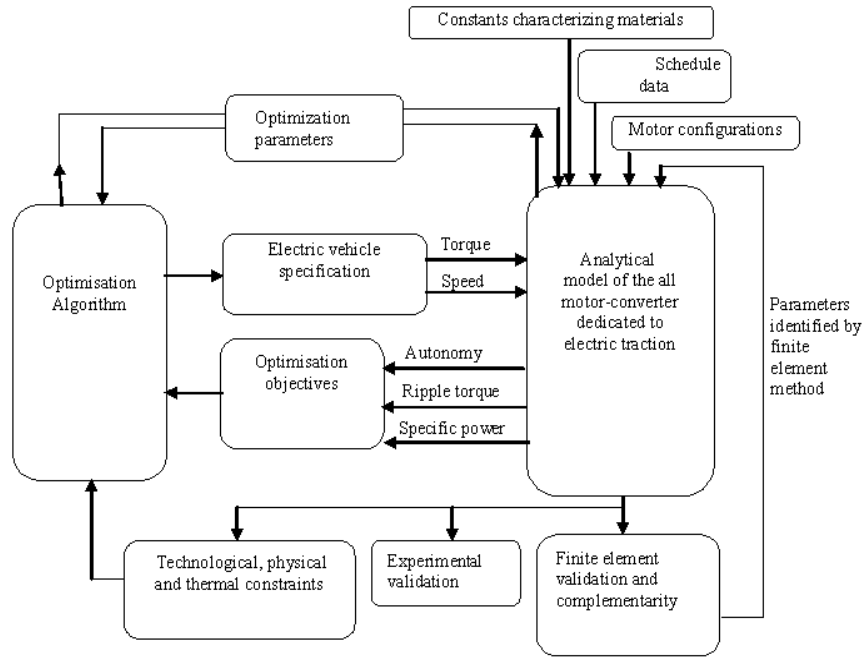 Constants characterizing materials
Schedule
data
Motor configurations
Optimization
parameters
Optimisation
Algorithm
Electric vehicle
specification
Torque
Speed
Analytical
model of the all
motor-converter
dedicated to
electric traction
Parameters
identified by
finite
element
method
Optimisation
objectives
Autonomy
Ripple torque
Specific power
Technological, physical
and thermal constraints
Experimental
validation
Finite element
validation and
complementarity